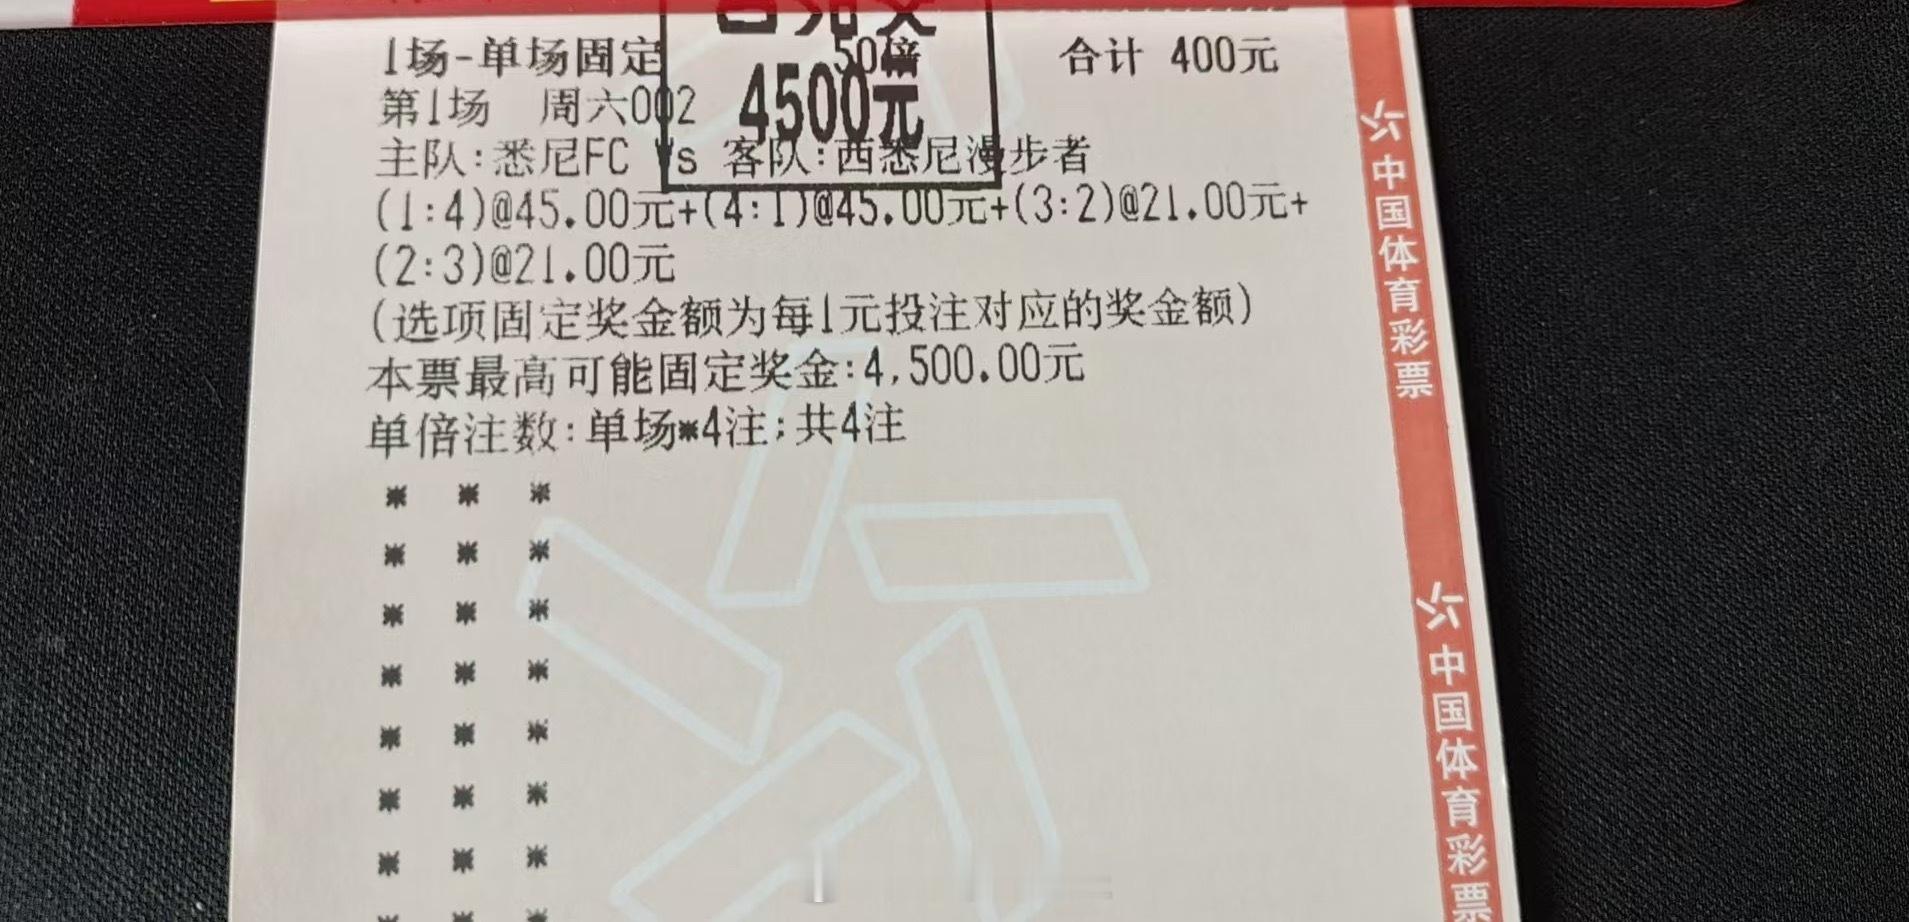 1场-单场固定 50倍 合计 400元
4500元
第1场 周六002
主队:悉尼FC Vs 客队:西悉尼漫步者
(1:4)@45.00元+(4:1)@45.00元+(3:2)@21.00元+
(2:3)@21.00元
(选项固定奖金额为每1元投注对应的奖金额)
本票最高可能固定奖金:4,500.00元
单倍注数:单场*4注;共4注
* * *
* * *
* * *
* * *
* * *
* * *
* * *
* * *
中国体育彩票
中国体育彩票